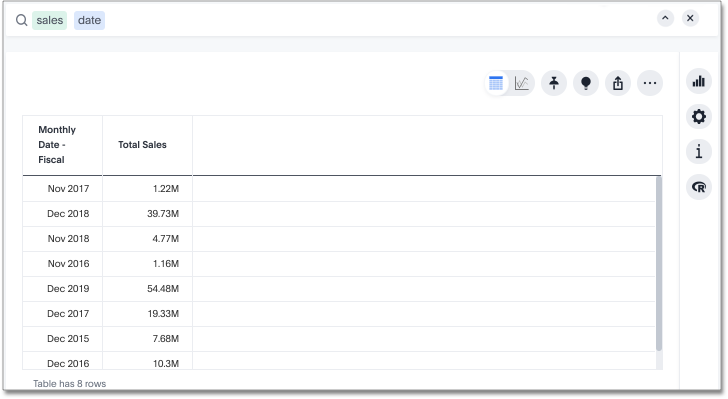 sales date
Monthly
Date -
Fiscal
Total Sales
Nov 2017 1.22M
Dec 2018 39.73M
Nov 2018 4.77M
Nov 2016 1.16M
Dec 2019 54.48M
Dec 2017 19.33M
Dec 2015 7.68M
Dec 2016 10.3M
Table has 8 rows